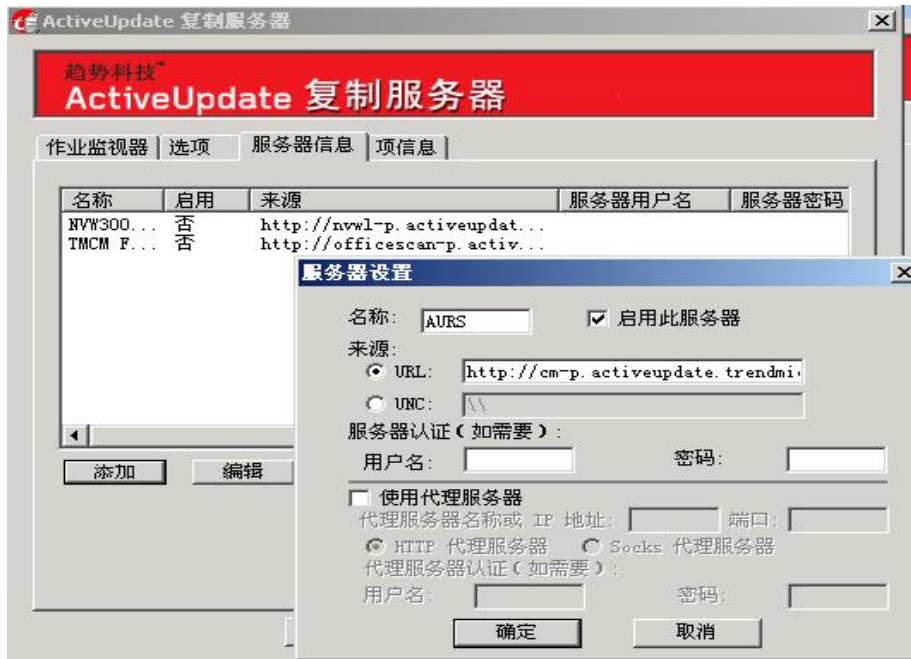 ActiveUpdate 复制服务器
趋势科技™
ActiveUpdate 复制服务器
作业监视器 选项 服务器信息 项信息
名称 启用 来源 服务器用户名 服务器密码
NVW300... 否 http://nvwl-p.activeupdat...
TMCM F... 否 http://officescan-p.activ...
添加 编辑
服务器设置
名称: AURS 启用此服务器
来源:
URL: http://cm-p.activeupdate.trendmi
UNC: \\
服务器认证(如需要):
用户名: 密码:
使用代理服务器
代理服务器名称或 IP 地址: 端口:
HTTP 代理服务器 Socks 代理服务器
代理服务器认证(如需要):
用户名: 密码:
确定 取消